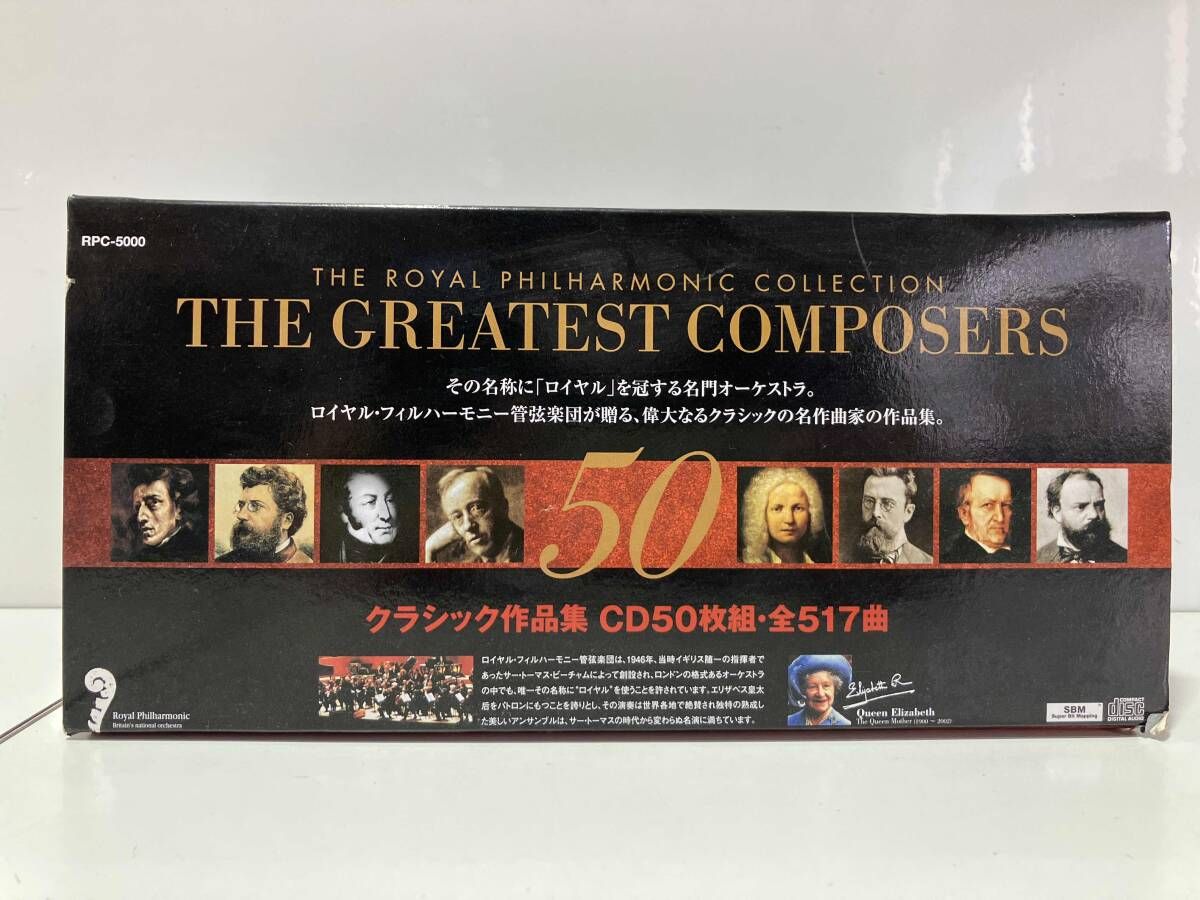 RPC-5000
THE ROYAL PHILHARMONIC COLLECTION
THE GREATEST COMPOSERS
その名称に「ロイヤル」を冠する名門オーケストラ。
ロイヤル・フィルハーモニー管弦楽団が贈る、偉大なるクラシックの名作曲家の作品集。
50
クラシック作品集 CD50枚組・全517曲
ロイヤル・フィルハーモニー管弦楽団は、1946年、当時イギリス随一の指揮者で
あったサー・トーマス・ビーチャムによって創設され、ロンドンの格式あるオーケストラ
の中でも、唯一その名称に"ロイヤル"を使うことを許されています。エリザベス皇太
后をパトロンにもつことを誇りとし、その演奏は世界各地で絶賛され独特の熟成し
た美しいアンサンブルは、サー・トーマスの時代から変わらぬ名演に満ちています。
Elizabeth R
Queen Elizabeth
The Queen Mother (1900 ~ 2002)
Royal Philharmonic
Britain's national orchestra
SBM
Super Bit Mapping
COMPACT
disc
DIGITAL AUDIO